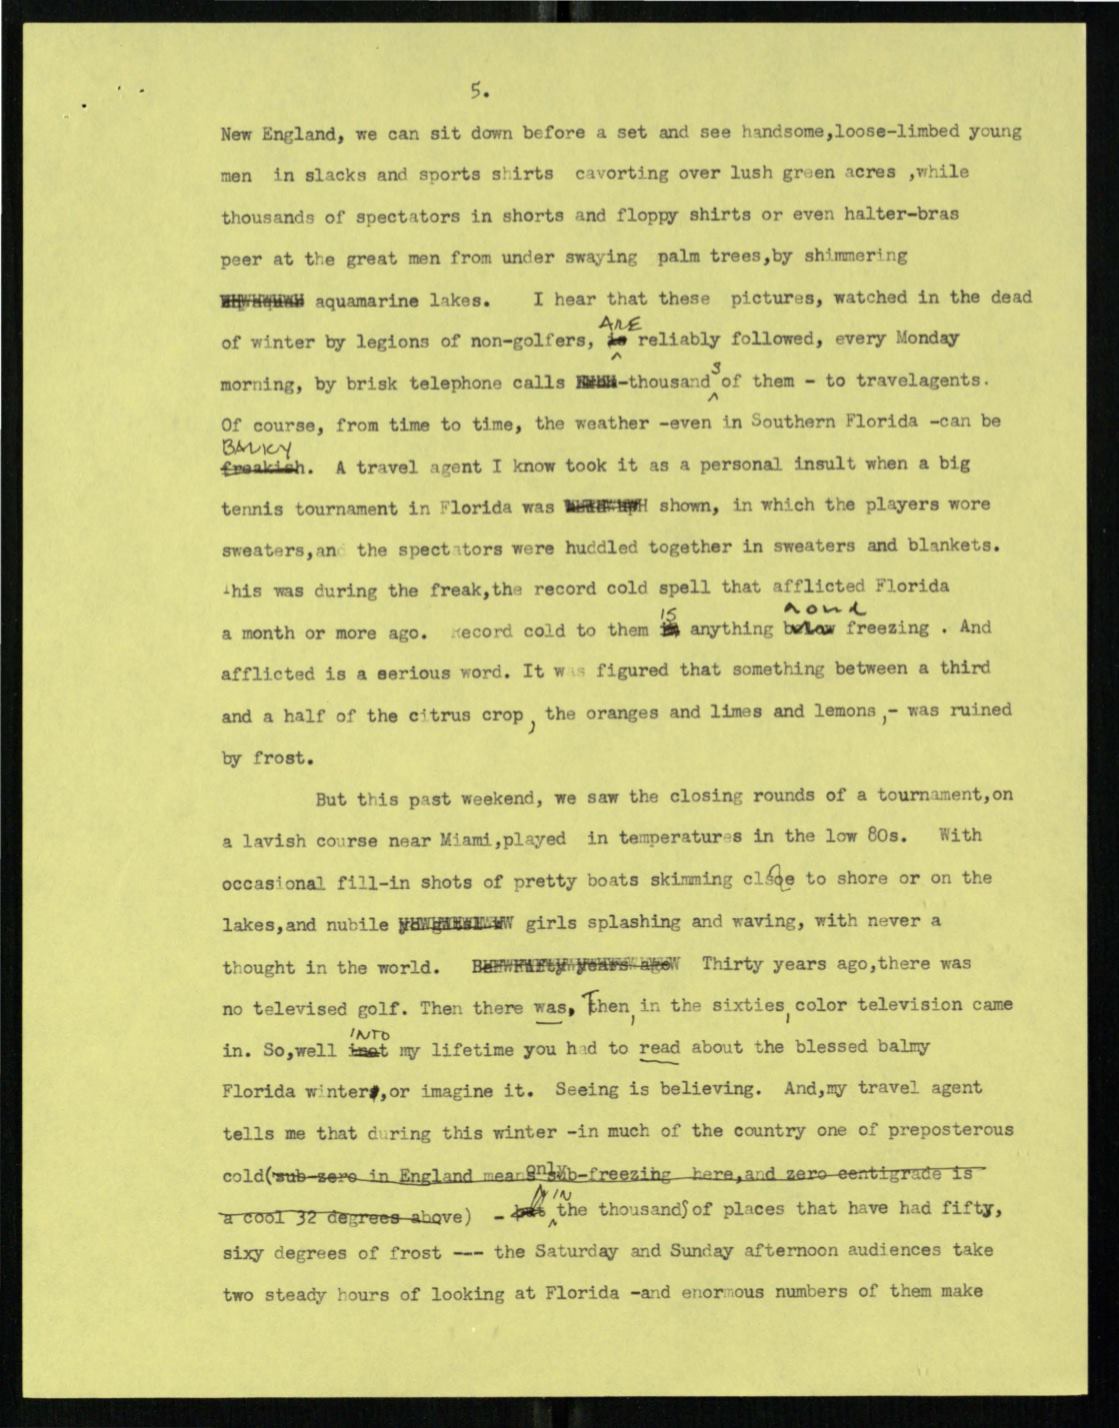 5.
New England, we can sit down before a set and see handsome,loose-limbed young
men in slacks and sports shirts cavorting over lush green acres ,while
thousands of spectators in shorts and floppy shirts or even halter-bras
peer at the great men from under swaying palm trees,by shimmering
aquamarine lakes. I hear that these pictures, watched in the dead
ARE
of winter by legions of non-golfers, is reliably followed, every Monday
morning, by brisk telephone calls -thousands of them - to travelagents.
Of course, from time to time, the weather -even in Southern Florida -can be
BALKY
freakish. A travel agent I know took it as a personal insult when a big
tennis tournament in Florida was shown, in which the players wore
sweaters,and the spectators were huddled together in sweaters and blankets.
This was during the freak,the record cold spell that afflicted Florida
IS
a month or more ago. Record cold to them anything below freezing . And
afflicted is a serious word. It was figured that something between a third
and a half of the citrus crop, the oranges and limes and lemons ,- was ruined
by frost.
But this past weekend, we saw the closing rounds of a tournament,on
a lavish course near Miami,played in temperatures in the low 80s. With
occasional fill-in shots of pretty boats skimming close to shore or on the
lakes,and nubile girls splashing and waving, with never a
thought in the world. Thirty years ago,there was
no televised golf. Then there was. Then, in the sixties, color television came
INTO
in. So,well my lifetime you had to read about the blessed balmy
Florida winter,or imagine it. Seeing is believing. And,my travel agent
tells me that during this winter -in much of the country one of preposterous
only
cold(sub-zero in England means sub-freezing here,and zero centigrade is
IN
a cool 32 degrees above) - but the thousands of places that have had fifty,
sixy degrees of frost --- the Saturday and Sunday afternoon audiences take
two steady hours of looking at Florida -and enormous numbers of them make